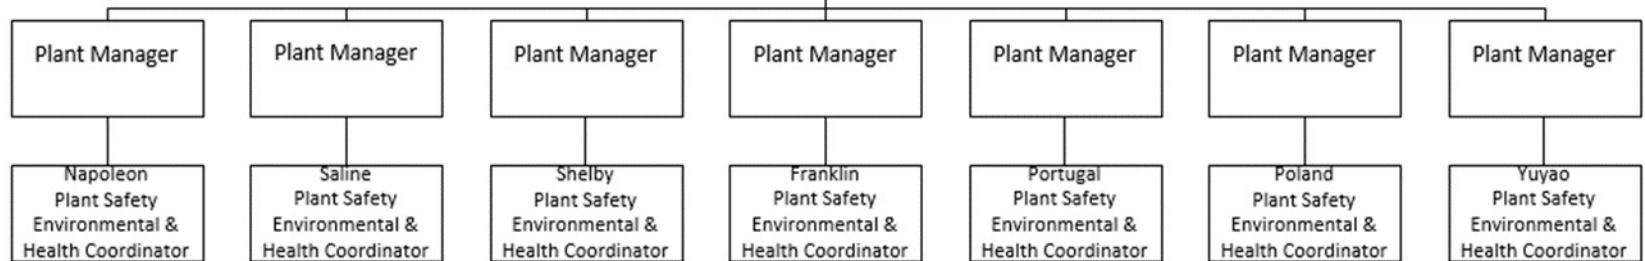 Plant Manager
Plant Manager
Plant Manager
Plant Manager
Plant Manager
Plant Manager
Plant Manager
Napoleon
Plant Safety
Environmental &
Health Coordinator
Saline
Plant Safety
Environmental &
Health Coordinator
Shelby
Plant Safety
Environmental &
Health Coordinator
Franklin
Plant Safety
Environmental &
Health Coordinator
Portugal
Plant Safety
Environmental &
Health Coordinator
Poland
Plant Safety
Environmental &
Health Coordinator
Yuyao
Plant Safety
Environmental &
Health Coordinator